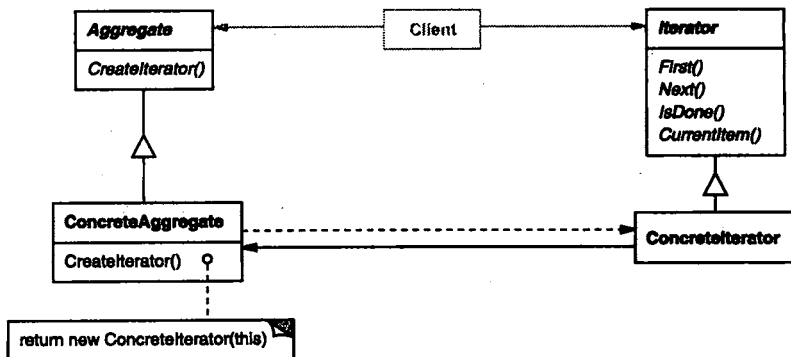 Aggregate
CreateIterator()
Client
Iterator
First()
Next()
IsDone()
CurrentItem()
ConcreteAggregate
CreateIterator()
ConcreteIterator
return new ConcreteIterator(this)